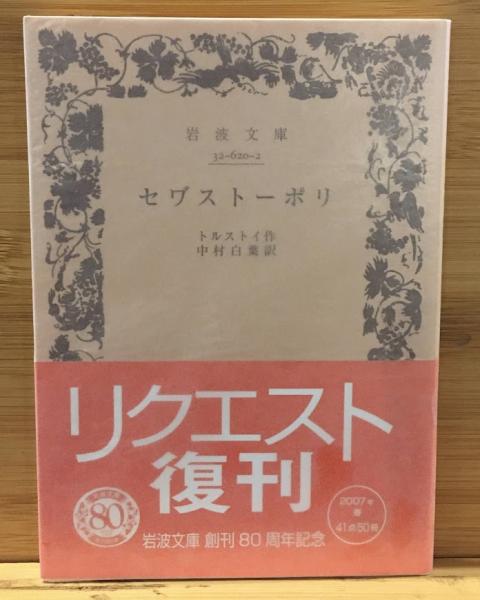 岩波文庫
32-620-2
セヷストーポリ
トルストイ作
中村白葉訳
リクエスト
復刊
80
岩波文庫 創刊80周年記念
2007年
春
41点50冊